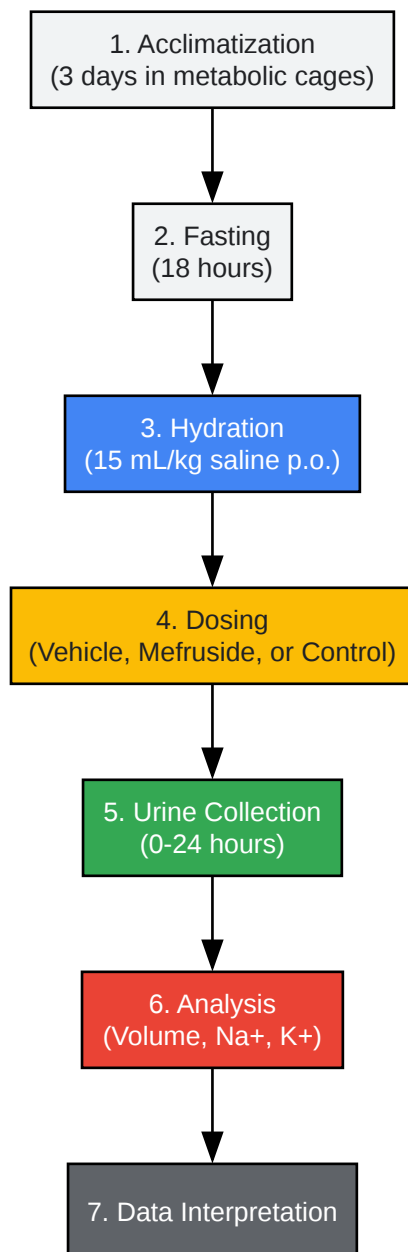 1. Acclimatization
(3 days in metabolic cages)
2. Fasting
(18 hours)
3. Hydration
(15 mL/kg saline p.o.)
4. Dosing
(Vehicle, Mefruside, or Control)
5. Urine Collection
(0-24 hours)
6. Analysis
(Volume, Na+, K+)
7. Data Interpretation